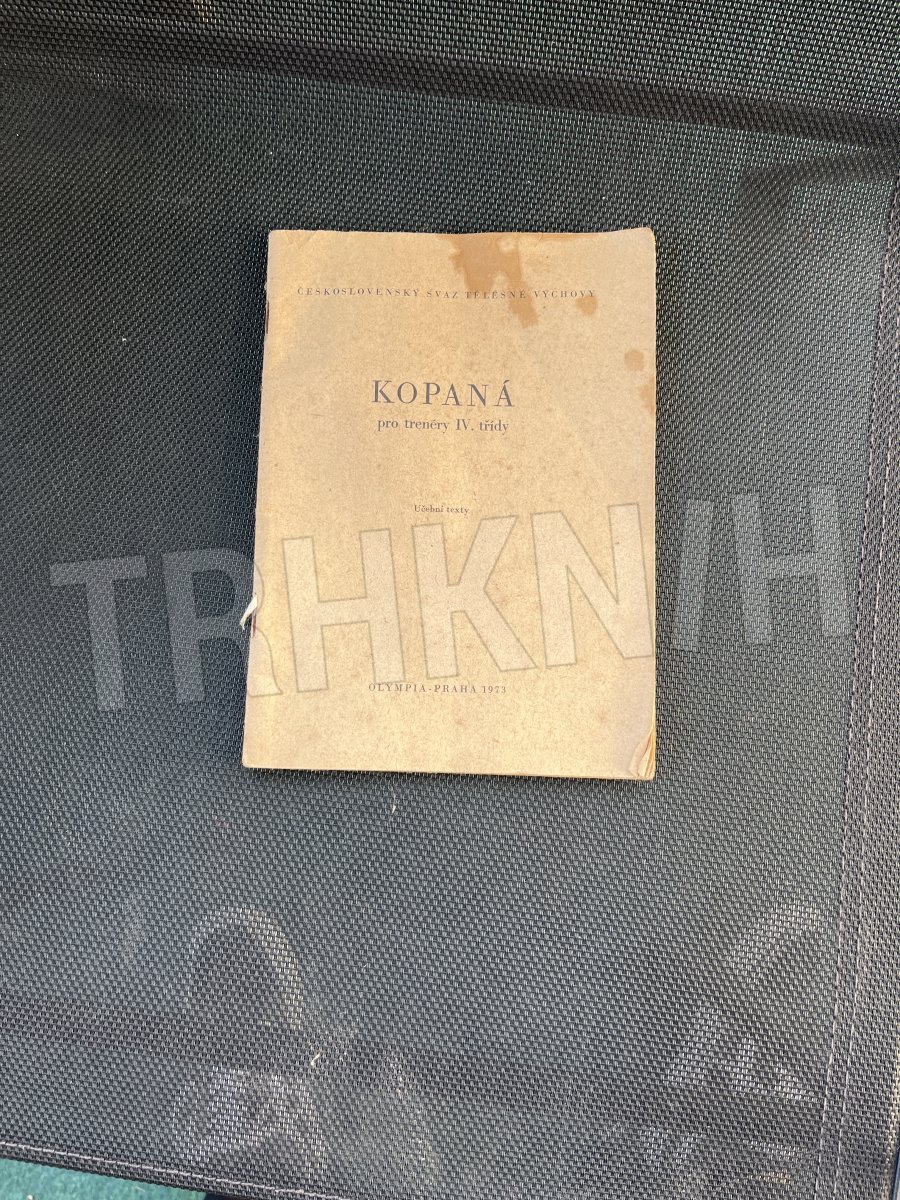 ČESKOSLOVENSKÝ SVAZ TĚLESNÉ VÝCHOVY
KOPANÁ
pro trenéry IV. třídy
Učební texty
TRHKNIH
OLYMPIA - PRAHA 1973